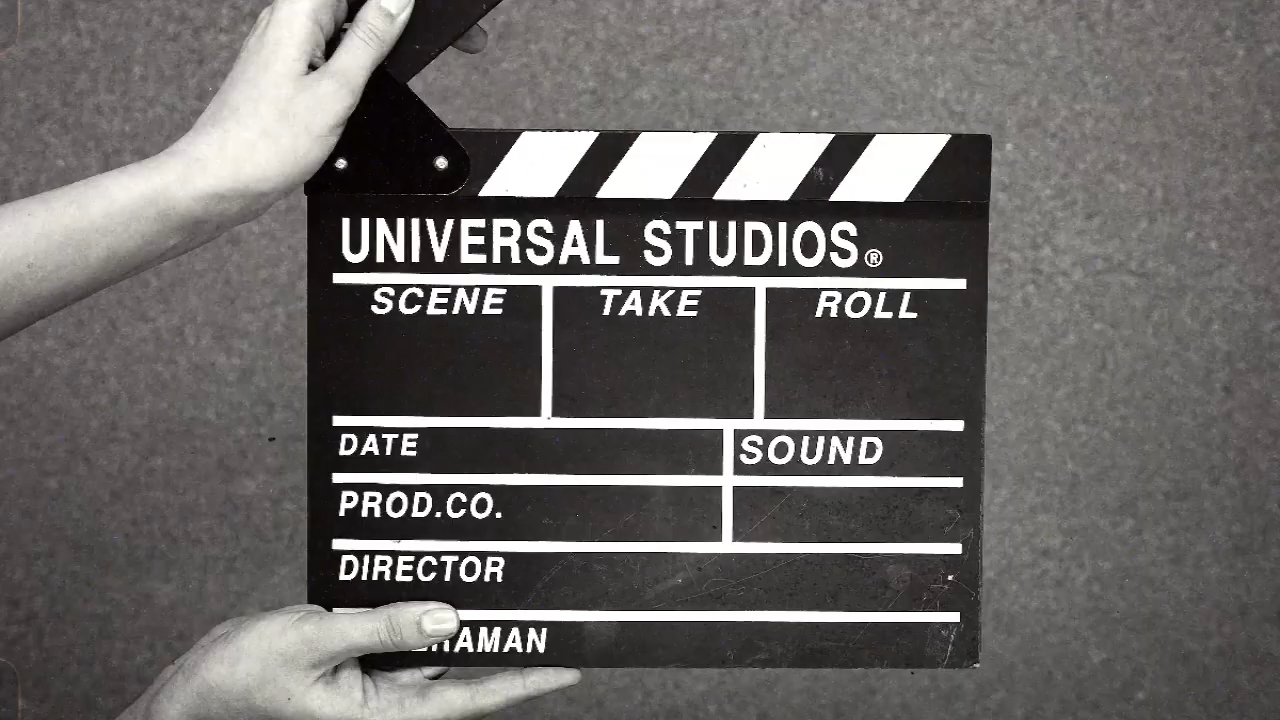 UNIVERSAL STUDIOS®
SCENE TAKE ROLL
DATE SOUND
PROD.CO.
DIRECTOR